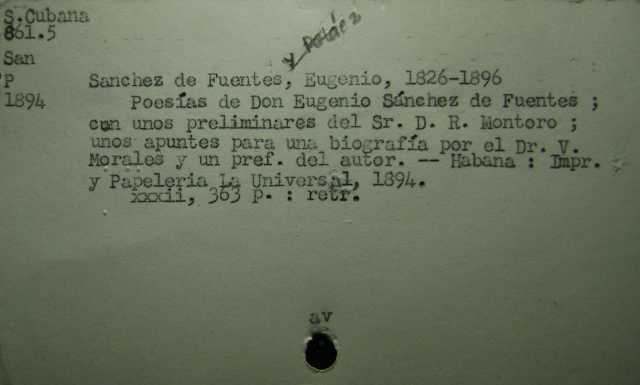 S.Cubana
861.5
San
P
1894
y Peláez
Sanchez de Fuentes, Eugenio, 1826-1896
Poesías de Don Eugenio Sánchez de Fuentes ;
con unos preliminares del Sr. D. R. Montoro ;
unos apuntes para una biografía por el Dr. V.
Morales y un pref. del autor. -- Habana : Impr.
y Papeleria La Universal, 1894.
xxxii, 363 p. : retr.
av